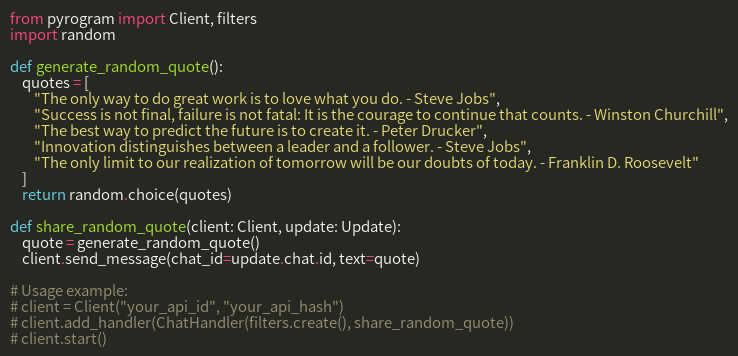 from pyrogram import Client, filters
import random

def generate_random_quote():
    quotes = [
        "The only way to do great work is to love what you do. - Steve Jobs",
        "Success is not final, failure is not fatal: It is the courage to continue that counts. - Winston Churchill",
        "The best way to predict the future is to create it. - Peter Drucker",
        "Innovation distinguishes between a leader and a follower. - Steve Jobs",
        "The only limit to our realization of tomorrow will be our doubts of today. - Franklin D. Roosevelt"
    ]
    return random.choice(quotes)

def share_random_quote(client: Client, update: Update):
    quote = generate_random_quote()
    client.send_message(chat_id=update.chat.id, text=quote)

# Usage example:
# client = Client("your_api_id", "your_api_hash")
# client.add_handler(ChatHandler(filters.create(), share_random_quote))
# client.start()